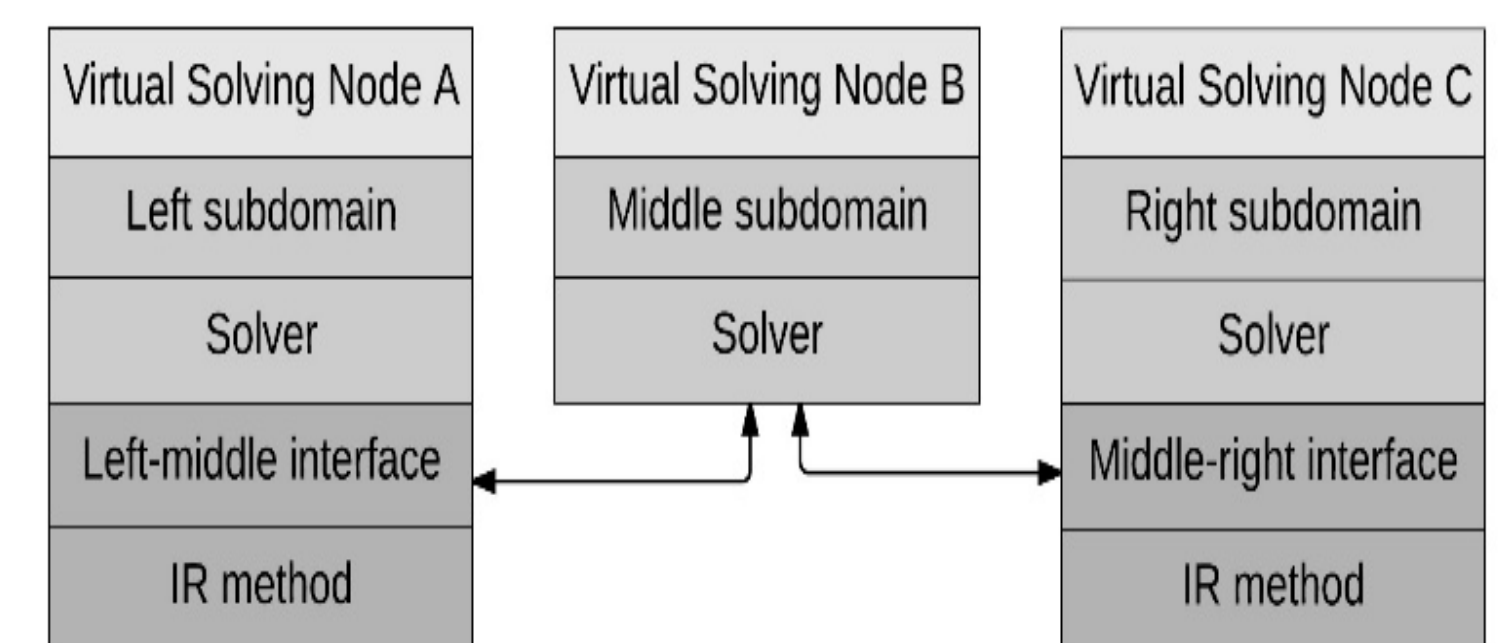 Virtual Solving Node A
Left subdomain
Solver
Left-middle interface
IR method
Virtual Solving Node B
Middle subdomain
Solver
Virtual Solving Node C
Right subdomain
Solver
Middle-right interface
IR method